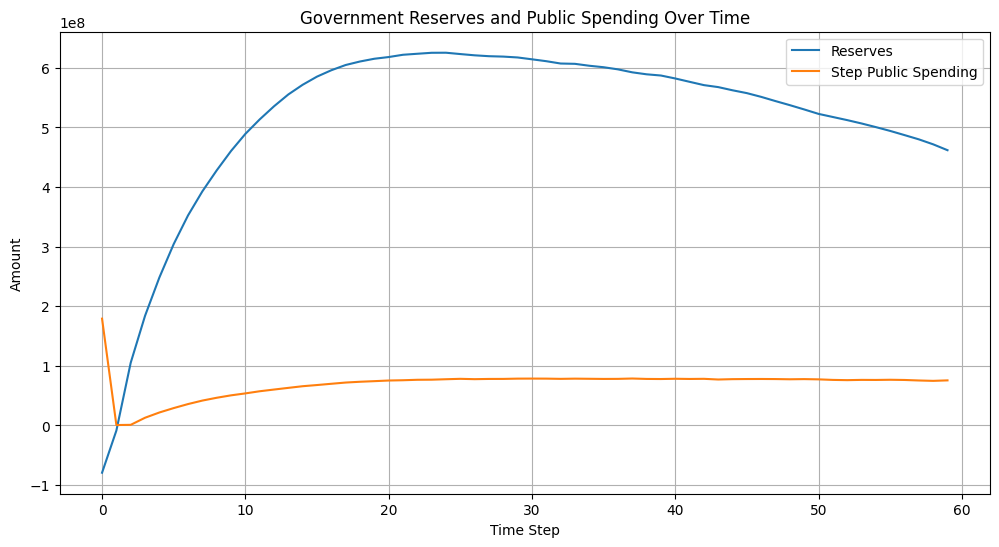 Government Reserves and Public Spending Over Time
1e8
Reserves
Step Public Spending
6
5
4
3
2
1
0
−1
Amount
0 10 20 30 40 50 60
Time Step